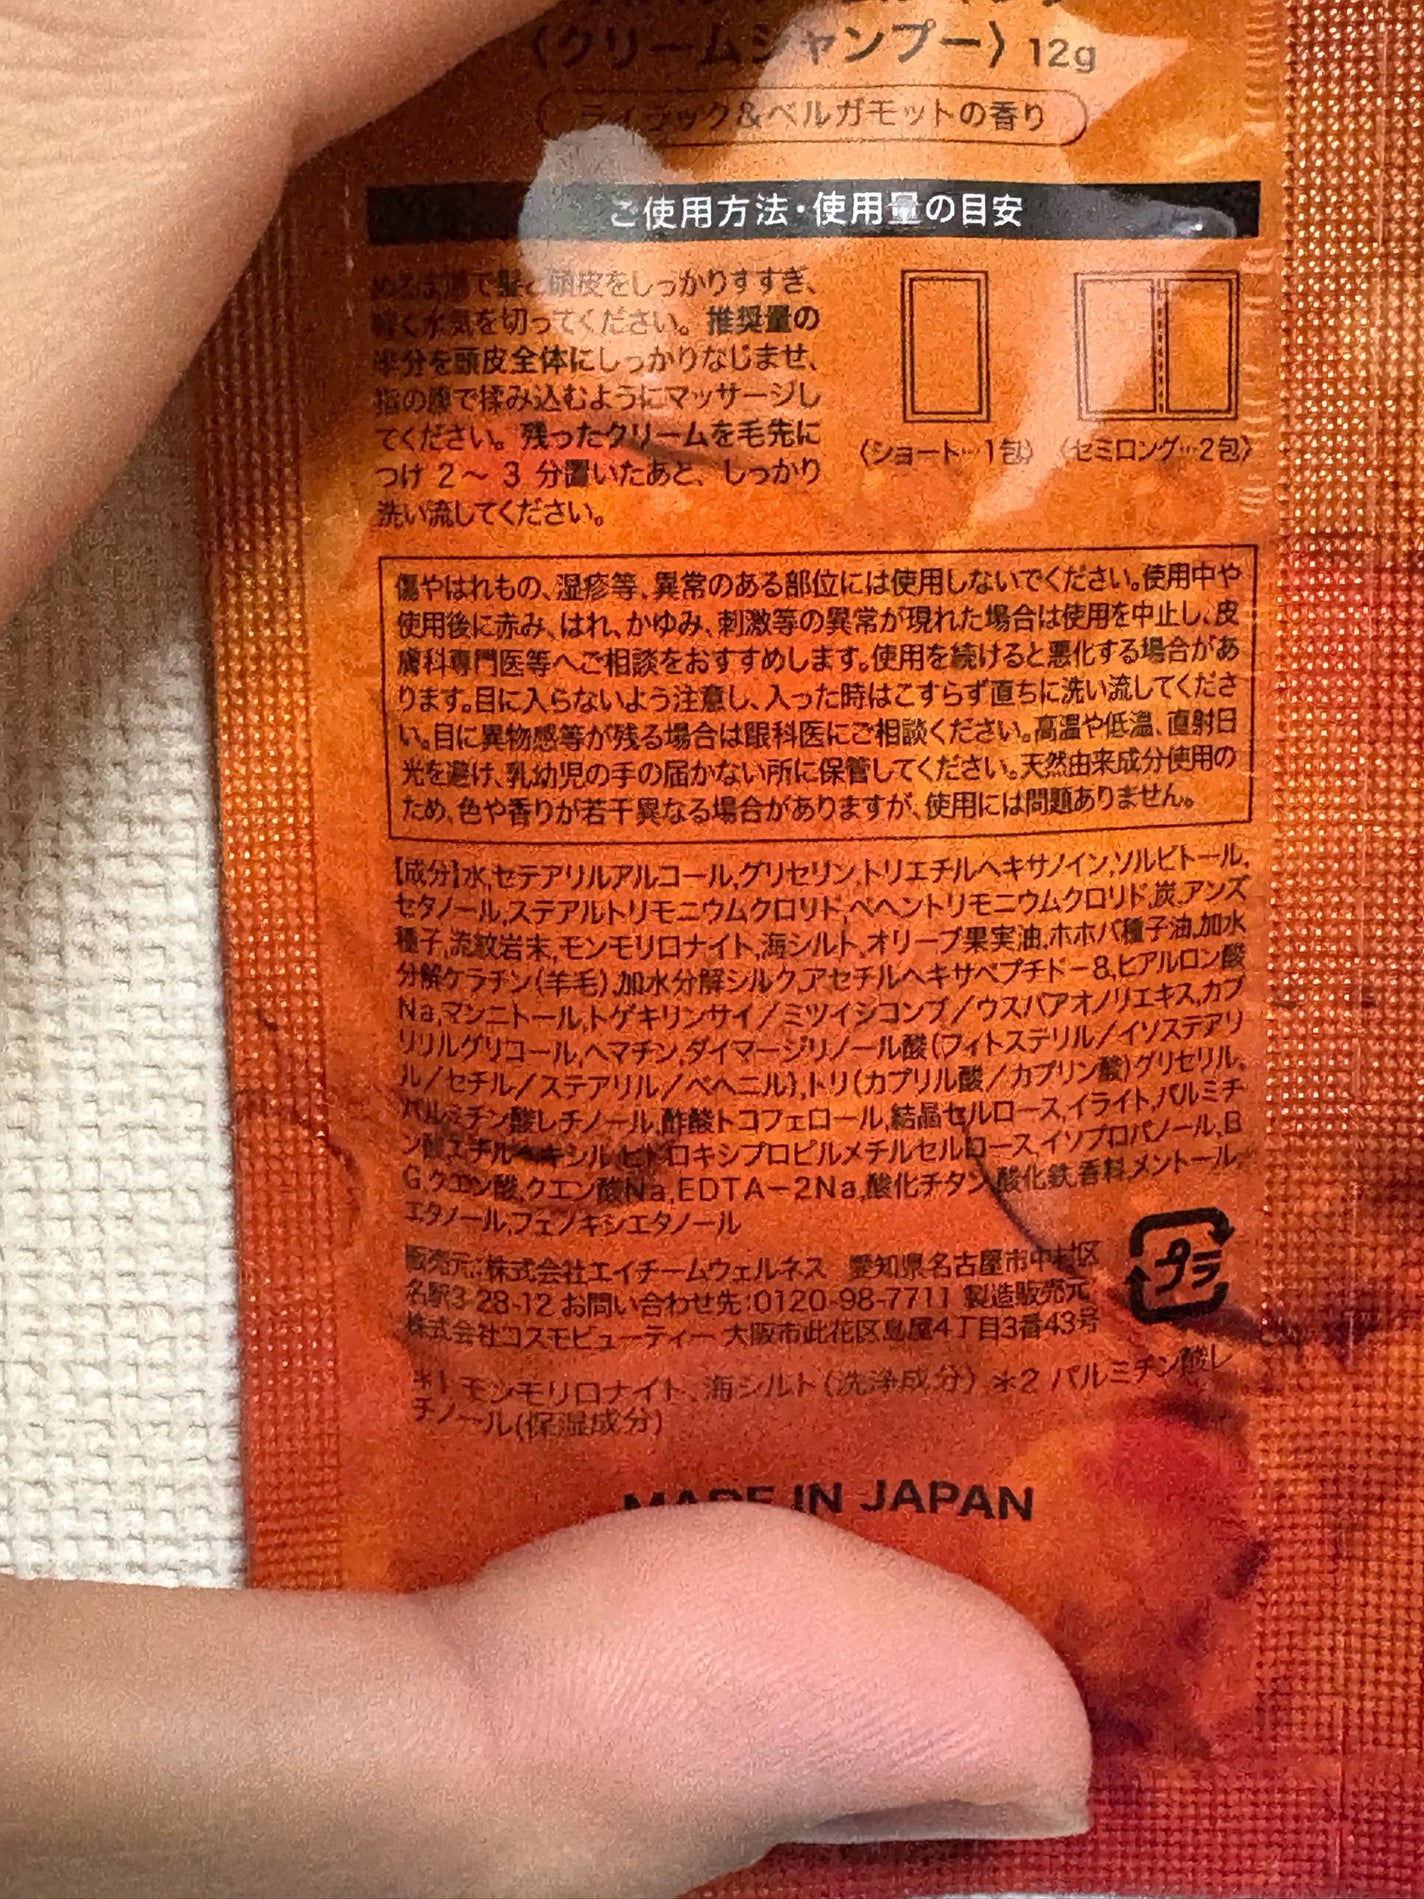 〈クリームシャンプー〉12g
ライラック&ベルガモットの香り
ご使用方法・使用量の目安
ぬるま湯で髪と頭皮をしっかりすすぎ、
軽く水気を切ってください。推奨量の
半分を頭皮全体にしっかりなじませ、
指の腹で揉み込むようにマッサージし
てください。残ったクリームを毛先に
つけ 2〜 3 分置いたあと、しっかり
洗い流してください。
〈ショート…1包〉 〈セミロング…2包〉
傷やはれもの、湿疹等、異常のある部位には使用しないでください。使用中や
使用後に赤み、はれ、かゆみ、刺激等の異常が現れた場合は使用を中止し、皮
膚科専門医等へご相談をおすすめします。使用を続けると悪化する場合があ
ります。目に入らないよう注意し、入った時はこすらず直ちに洗い流してくださ
い。目に異物感等が残る場合は眼科医にご相談ください。高温や低温、直射日
光を避け、乳幼児の手の届かない所に保管してください。天然由来成分使用の
ため、色や香りが若干異なる場合がありますが、使用には問題ありません。
【成分】水,セテアリルアルコール,グリセリン,トリエチルヘキサノイン,ソルビトール,
セタノール,ステアルトリモニウムクロリド,ベヘントリモニウムクロリド,炭,アンズ
種子,流紋岩末,モンモリロナイト,海シルト,オリーブ果実油,ホホバ種子油,加水
分解ケラチン(羊毛),加水分解シルク,アセチルヘキサペプチド-8,ヒアルロン酸
Na,マンニトール,トゲキリンサイ/ミツイシコンブ/ウスバアオノリエキス,カプ
リリルグリコール,ヘマチン,ダイマージリノール酸(フィトステリル/イソステアリ
ル/セチル/ステアリル/ベヘニル),トリ(カプリル酸/カプリン酸)グリセリル,
パルミチン酸レチノール,酢酸トコフェロール,結晶セルロース,イライト,パルミチ
ン酸エチルヘキシル,ヒドロキシプロピルメチルセルロース,イソプロパノール,B
G,クエン酸,クエン酸Na,EDTA-2Na,酸化チタン,酸化鉄,香料,メントール,
エタノール,フェノキシエタノール
販売元:株式会社エイチームウェルネス 愛知県名古屋市中村区
名駅3-28-12 お問い合わせ先:0120-98-7711 製造販売元
株式会社コスモビューティー 大阪市此花区島屋4丁目3番43号
プラ
*1 モンモリロナイト、海シルト(洗浄成分) *2 パルミチン酸レ
チノール(保湿成分)
MADE IN JAPAN